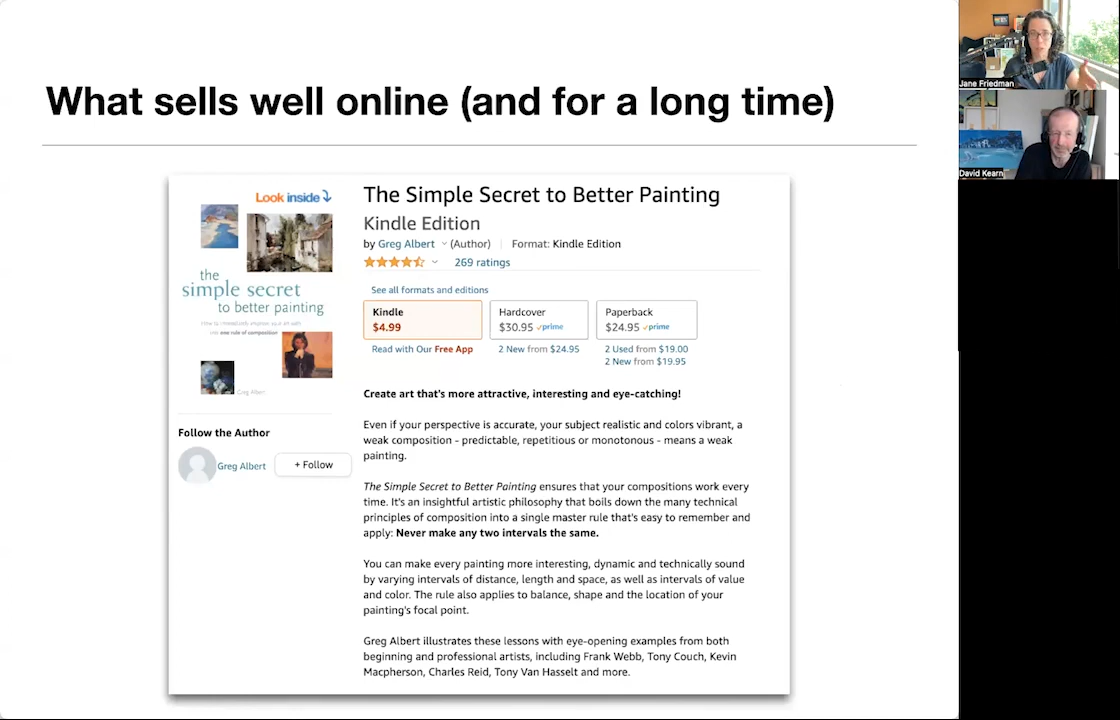 What sells well online (and for a long time)
Look inside
the
simple secret
to better painting
Greg Albert
Follow the Author
Greg Albert
+ Follow
The Simple Secret to Better Painting
Kindle Edition
by Greg Albert (Author) Format: Kindle Edition
269 ratings
See all formats and editions
Kindle
$4.99
Read with Our Free App
Hardcover
$30.95 prime
2 New from $24.95
Paperback
$24.95 prime
2 Used from $19.00
2 New from $19.95
Create art that's more attractive, interesting and eye-catching!
Even if your perspective is accurate, your subject realistic and colors vibrant, a
weak composition - predictable, repetitious or monotonous - means a weak
painting.
The Simple Secret to Better Painting ensures that your compositions work every
time. It's an insightful artistic philosophy that boils down the many technical
principles of composition into a single master rule that's easy to remember and
apply: Never make any two intervals the same.
You can make every painting more interesting, dynamic and technically sound
by varying intervals of distance, length and space, as well as intervals of value
and color. The rule also applies to balance, shape and the location of your
painting's focal point.
Greg Albert illustrates these lessons with eye-opening examples from both
beginning and professional artists, including Frank Webb, Tony Couch, Kevin
Macpherson, Charles Reid, Tony Van Hasselt and more.
Jane Friedman
David Kearn